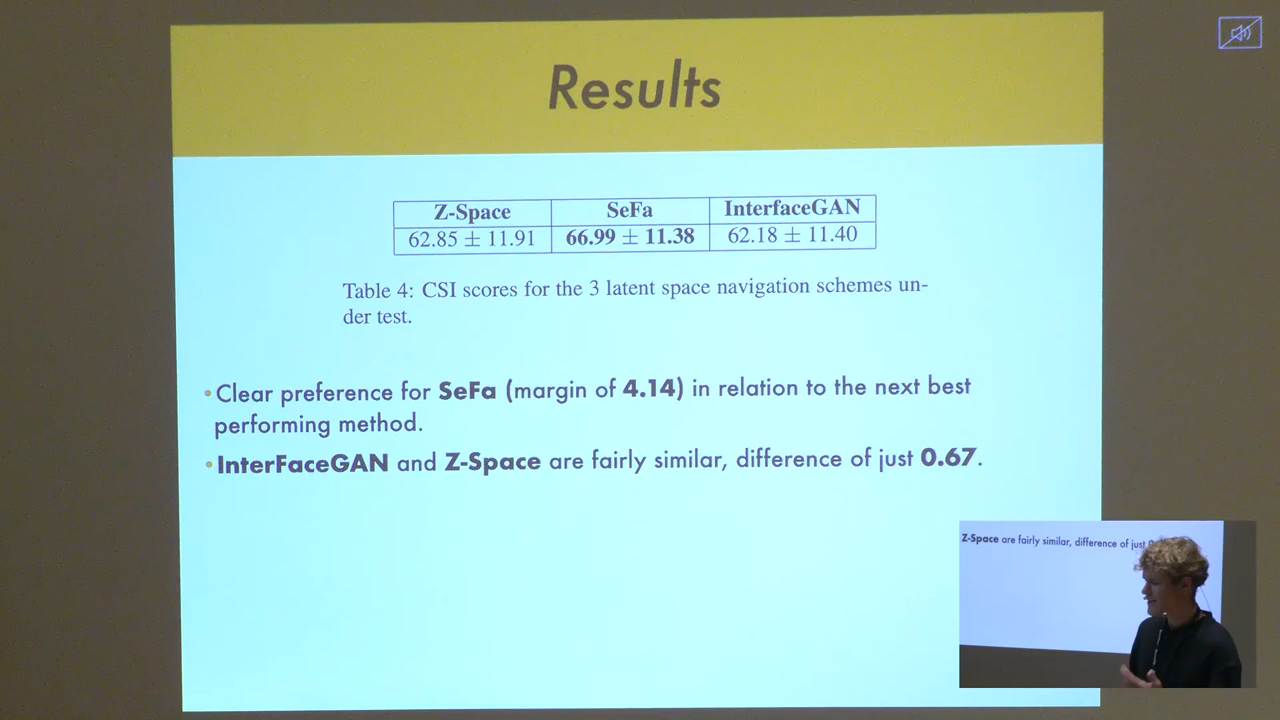 Results
Z-Space SeFa InterfaceGAN
62.85 ± 11.91 66.99 ± 11.38 62.18 ± 11.40
Table 4: CSI scores for the 3 latent space navigation schemes un-
der test.
•Clear preference for SeFa (margin of 4.14) in relation to the next best
performing method.
•InterFaceGAN and Z-Space are fairly similar, difference of just 0.67.
Z-Space are fairly similar, difference of just